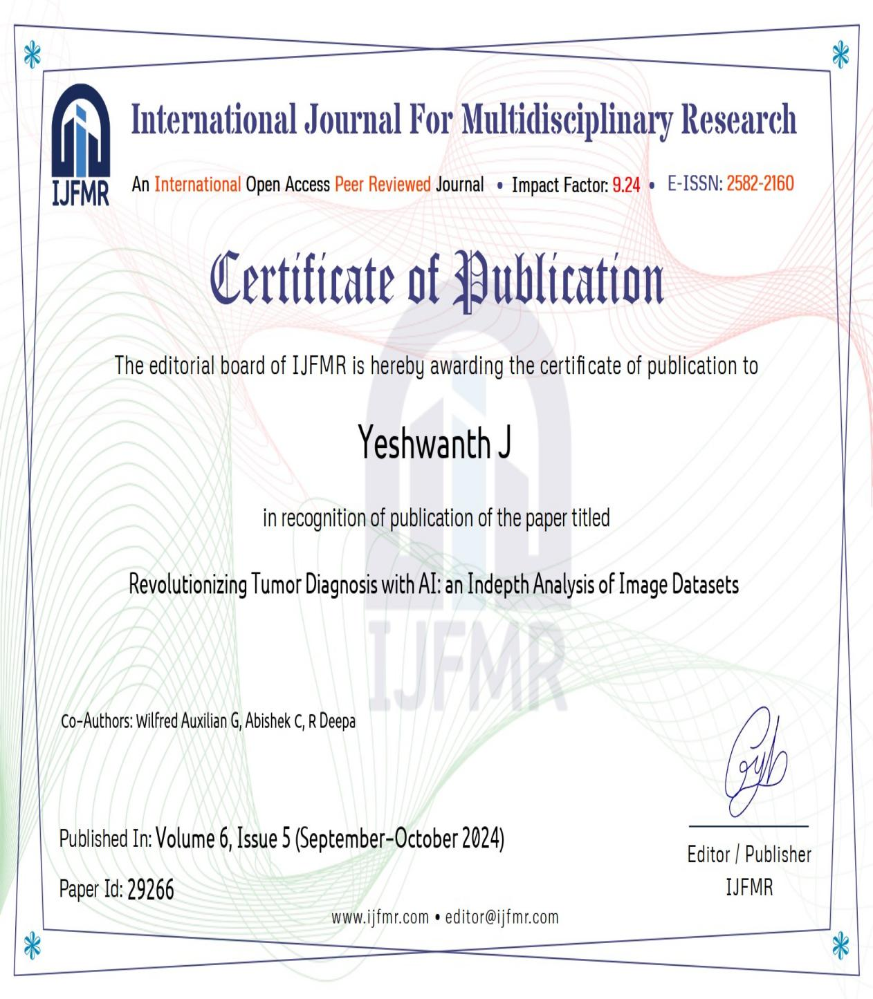 International Journal For Multidisciplinary Research
IJFMR
An International Open Access Peer Reviewed Journal • Impact Factor: 9.24 • E-ISSN: 2582-2160
Certificate of Publication
The editorial board of IJFMR is hereby awarding the certificate of publication to
Yeshwanth J
in recognition of publication of the paper titled
Revolutionizing Tumor Diagnosis with AI: an Indepth Analysis of Image Datasets
IJFMR
Co-Authors: Wilfred Auxilian G, Abishek C, R Deepa
Published In: Volume 6, Issue 5 (September-October 2024)
Editor / Publisher
IJFMR
Paper Id: 29266
www.ijfmr.com • editor@ijfmr.com